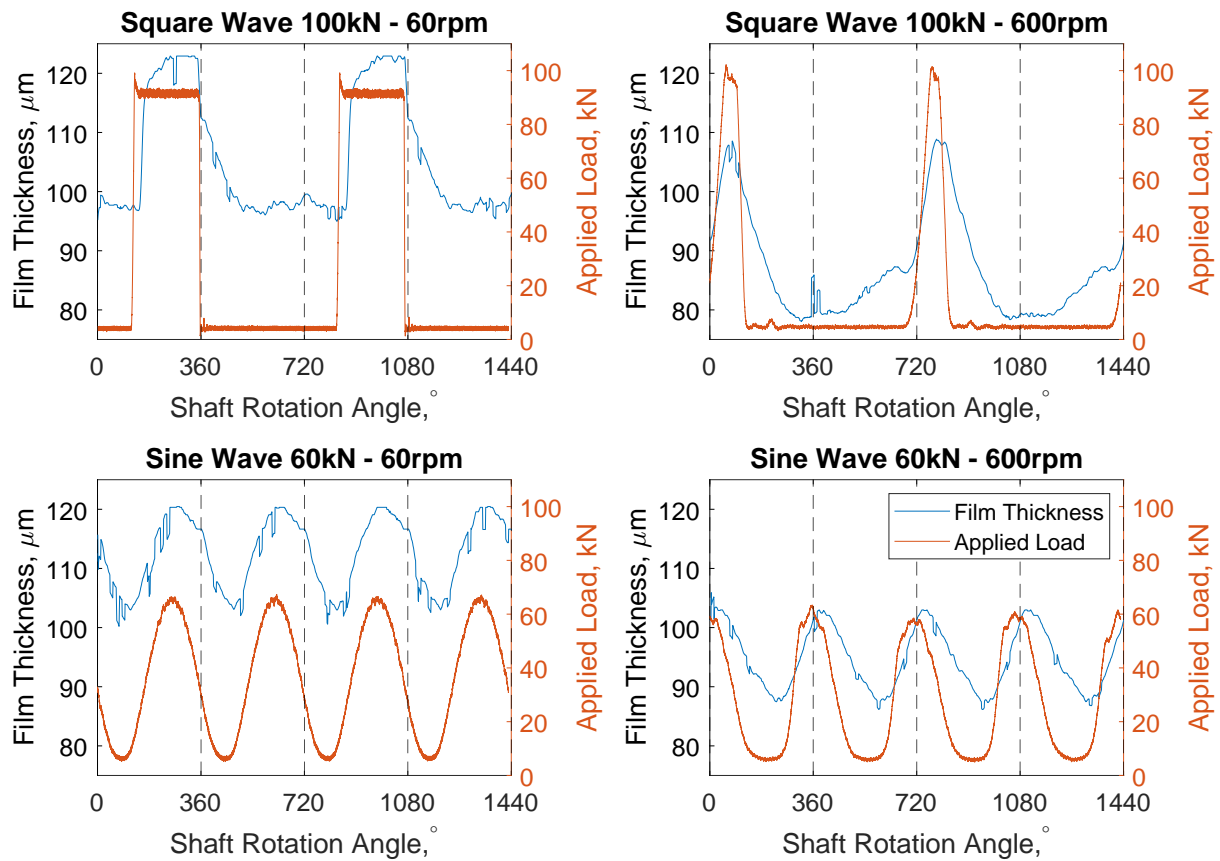 Square Wave 100kN - 60rpm
120
110
100
90
80
Film Thickness, μm
100
80
60
40
20
0
Applied Load, kN
0 360 720 1080 1440
Shaft Rotation Angle,°
Square Wave 100kN - 600rpm
120
110
100
90
80
Film Thickness, μm
100
80
60
40
20
0
Applied Load, kN
0 360 720 1080 1440
Shaft Rotation Angle,°
Sine Wave 60kN - 60rpm
120
110
100
90
80
Film Thickness, μm
100
80
60
40
20
0
Applied Load, kN
0 360 720 1080 1440
Shaft Rotation Angle,°
Sine Wave 60kN - 600rpm
120
110
100
90
80
Film Thickness, μm
Film Thickness
Applied Load
100
80
60
40
20
0
Applied Load, kN
0 360 720 1080 1440
Shaft Rotation Angle,°